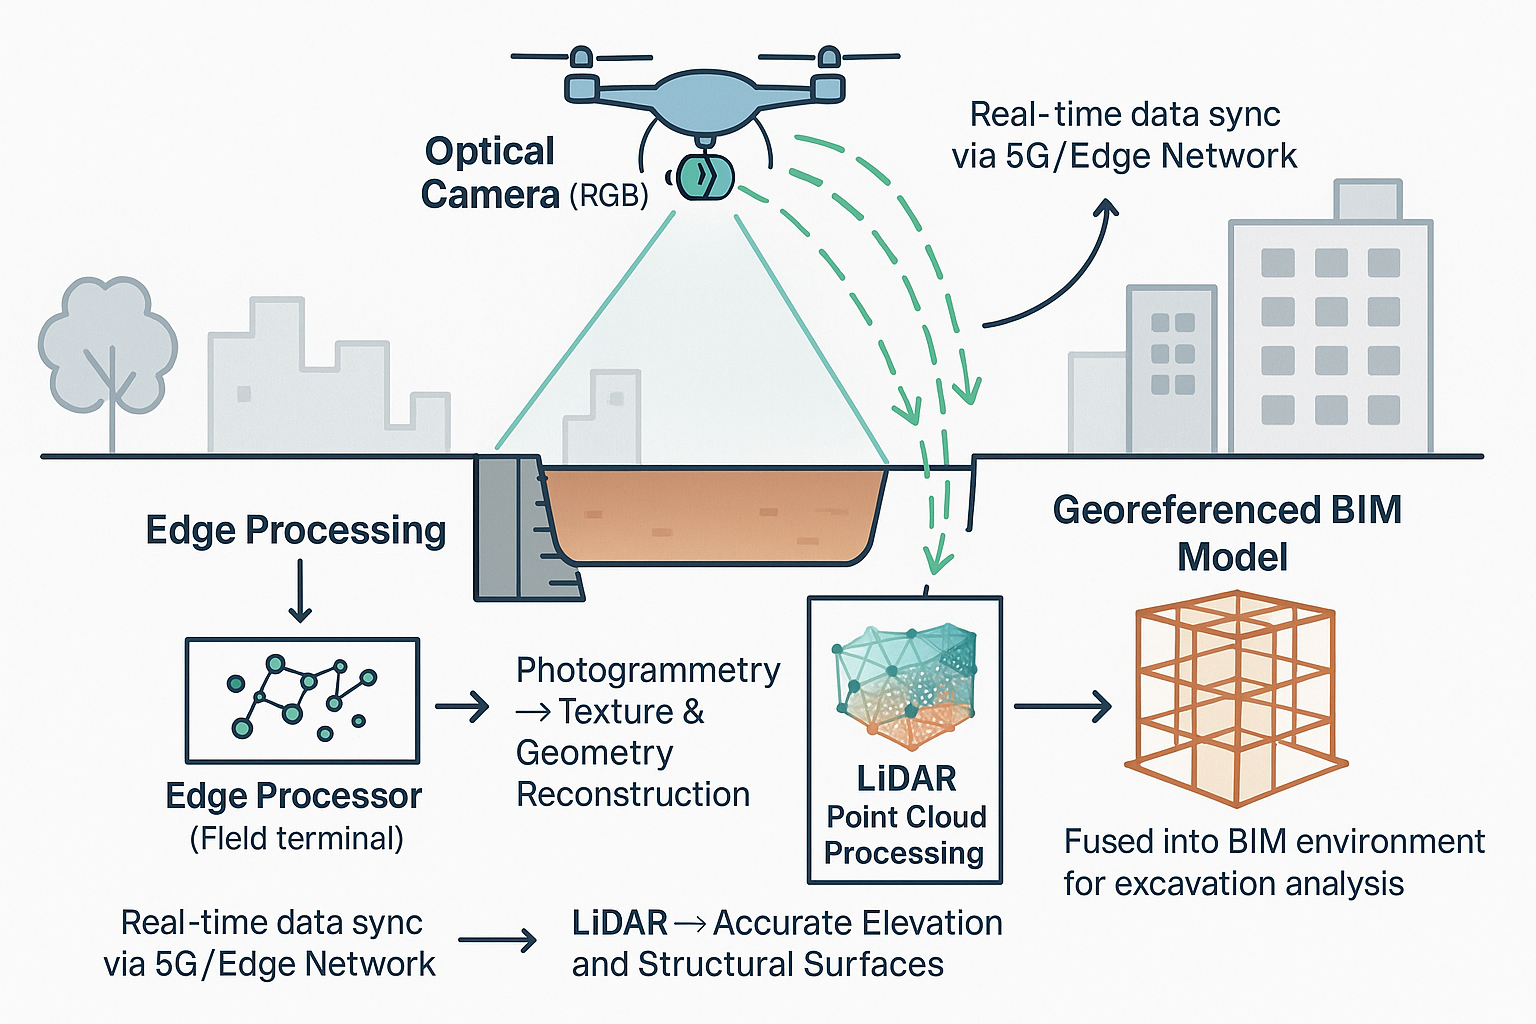 Optical
Camera (RGB)
Real-time data sync
via 5G/Edge Network
Edge Processing
Edge Processor
(Fleld terminal)
Photogrammetry
→ Texture &
Geometry
Reconstruction
LiDAR
Point Cloud
Processing
Georeferenced BIM
Model
Fused into BIM environment
for excavation analysis
Real-time data sync
via 5G/Edge Network
LiDAR → Accurate Elevation
and Structural Surfaces